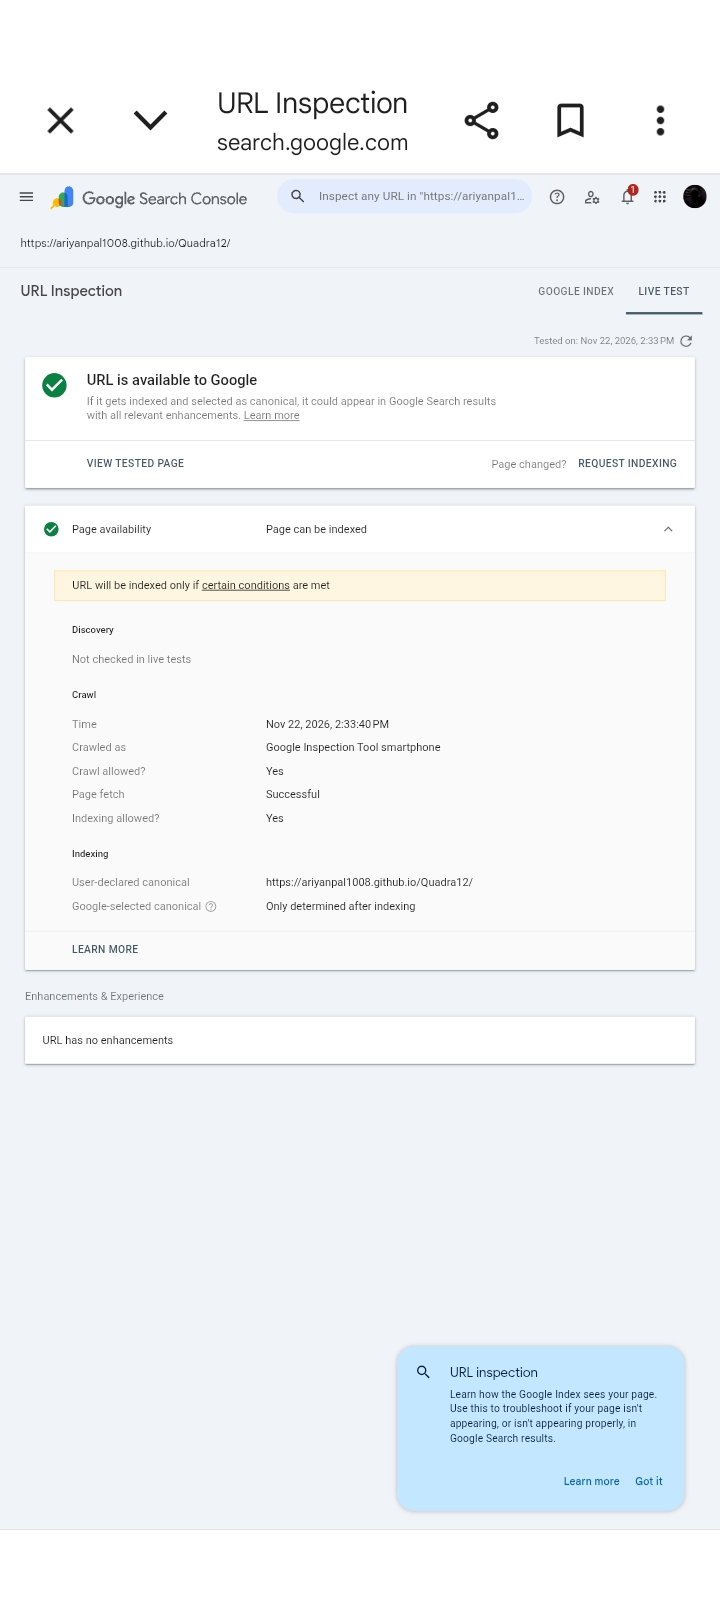 URL Inspection
search.google.com
Google Search Console
Inspect any URL in "https://ariyanpal1...
1
https://ariyanpal1008.github.io/Quadra12/
URL Inspection
GOOGLE INDEX
LIVE TEST
Tested on: Nov 22, 2026, 2:33 PM
URL is available to Google
If it gets indexed and selected as canonical, it could appear in Google Search results
with all relevant enhancements. Learn more
VIEW TESTED PAGE
Page changed? REQUEST INDEXING
Page availability
Page can be indexed
URL will be indexed only if certain conditions are met
Discovery
Not checked in live tests
Crawl
Time
Nov 22, 2026, 2:33:40 PM
Crawled as
Google Inspection Tool smartphone
Crawl allowed?
Yes
Page fetch
Successful
Indexing allowed?
Yes
Indexing
User-declared canonical
https://ariyanpal1008.github.io/Quadra12/
Google-selected canonical
Only determined after indexing
LEARN MORE
Enhancements & Experience
URL has no enhancements
URL inspection
Learn how the Google Index sees your page.
Use this to troubleshoot if your page isn't
appearing, or isn't appearing properly, in
Google Search results.
Learn more
Got it